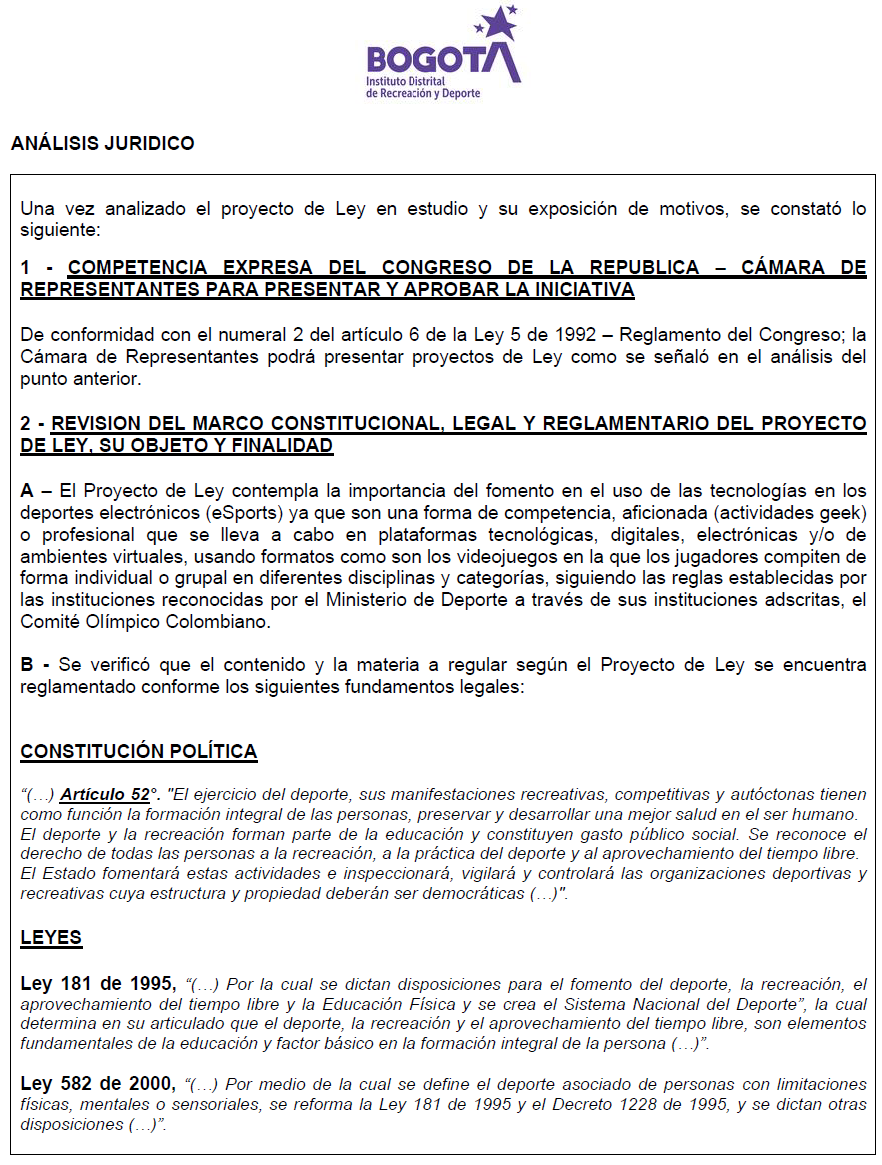 BOGOTÁ
Instituto Distrital
de Recreación y Deporte
ANÁLISIS JURIDICO
Una vez analizado el proyecto de Ley en estudio y su exposición de motivos, se constató lo
siguiente:
1 - COMPETENCIA EXPRESA DEL CONGRESO DE LA REPUBLICA – CÁMARA DE
REPRESENTANTES PARA PRESENTAR Y APROBAR LA INICIATIVA
De conformidad con el numeral 2 del artículo 6 de la Ley 5 de 1992 – Reglamento del Congreso; la
Cámara de Representantes podrá presentar proyectos de Ley como se señaló en el análisis del
punto anterior.
2 - REVISION DEL MARCO CONSTITUCIONAL, LEGAL Y REGLAMENTARIO DEL PROYECTO
DE LEY, SU OBJETO Y FINALIDAD
A – El Proyecto de Ley contempla la importancia del fomento en el uso de las tecnologías en los
deportes electrónicos (eSports) ya que son una forma de competencia, aficionada (actividades geek)
o profesional que se lleva a cabo en plataformas tecnológicas, digitales, electrónicas y/o de
ambientes virtuales, usando formatos como son los videojuegos en la que los jugadores compiten de
forma individual o grupal en diferentes disciplinas y categorías, siguiendo las reglas establecidas por
las instituciones reconocidas por el Ministerio de Deporte a través de sus instituciones adscritas, el
Comité Olímpico Colombiano.
B - Se verificó que el contenido y la materia a regular según el Proyecto de Ley se encuentra
reglamentado conforme los siguientes fundamentos legales:
CONSTITUCIÓN POLÍTICA
“(…) Artículo 52°. "El ejercicio del deporte, sus manifestaciones recreativas, competitivas y autóctonas tienen
como función la formación integral de las personas, preservar y desarrollar una mejor salud en el ser humano.
El deporte y la recreación forman parte de la educación y constituyen gasto público social. Se reconoce el
derecho de todas las personas a la recreación, a la práctica del deporte y al aprovechamiento del tiempo libre.
El Estado fomentará estas actividades e inspeccionará, vigilará y controlará las organizaciones deportivas y
recreativas cuya estructura y propiedad deberán ser democráticas (…)".
LEYES
Ley 181 de 1995, “(…) Por la cual se dictan disposiciones para el fomento del deporte, la recreación, el
aprovechamiento del tiempo libre y la Educación Física y se crea el Sistema Nacional del Deporte”, la cual
determina en su articulado que el deporte, la recreación y el aprovechamiento del tiempo libre, son elementos
fundamentales de la educación y factor básico en la formación integral de la persona (…)”.
Ley 582 de 2000, “(…) Por medio de la cual se define el deporte asociado de personas con limitaciones
físicas, mentales o sensoriales, se reforma la Ley 181 de 1995 y el Decreto 1228 de 1995, y se dictan otras
disposiciones (…)”.